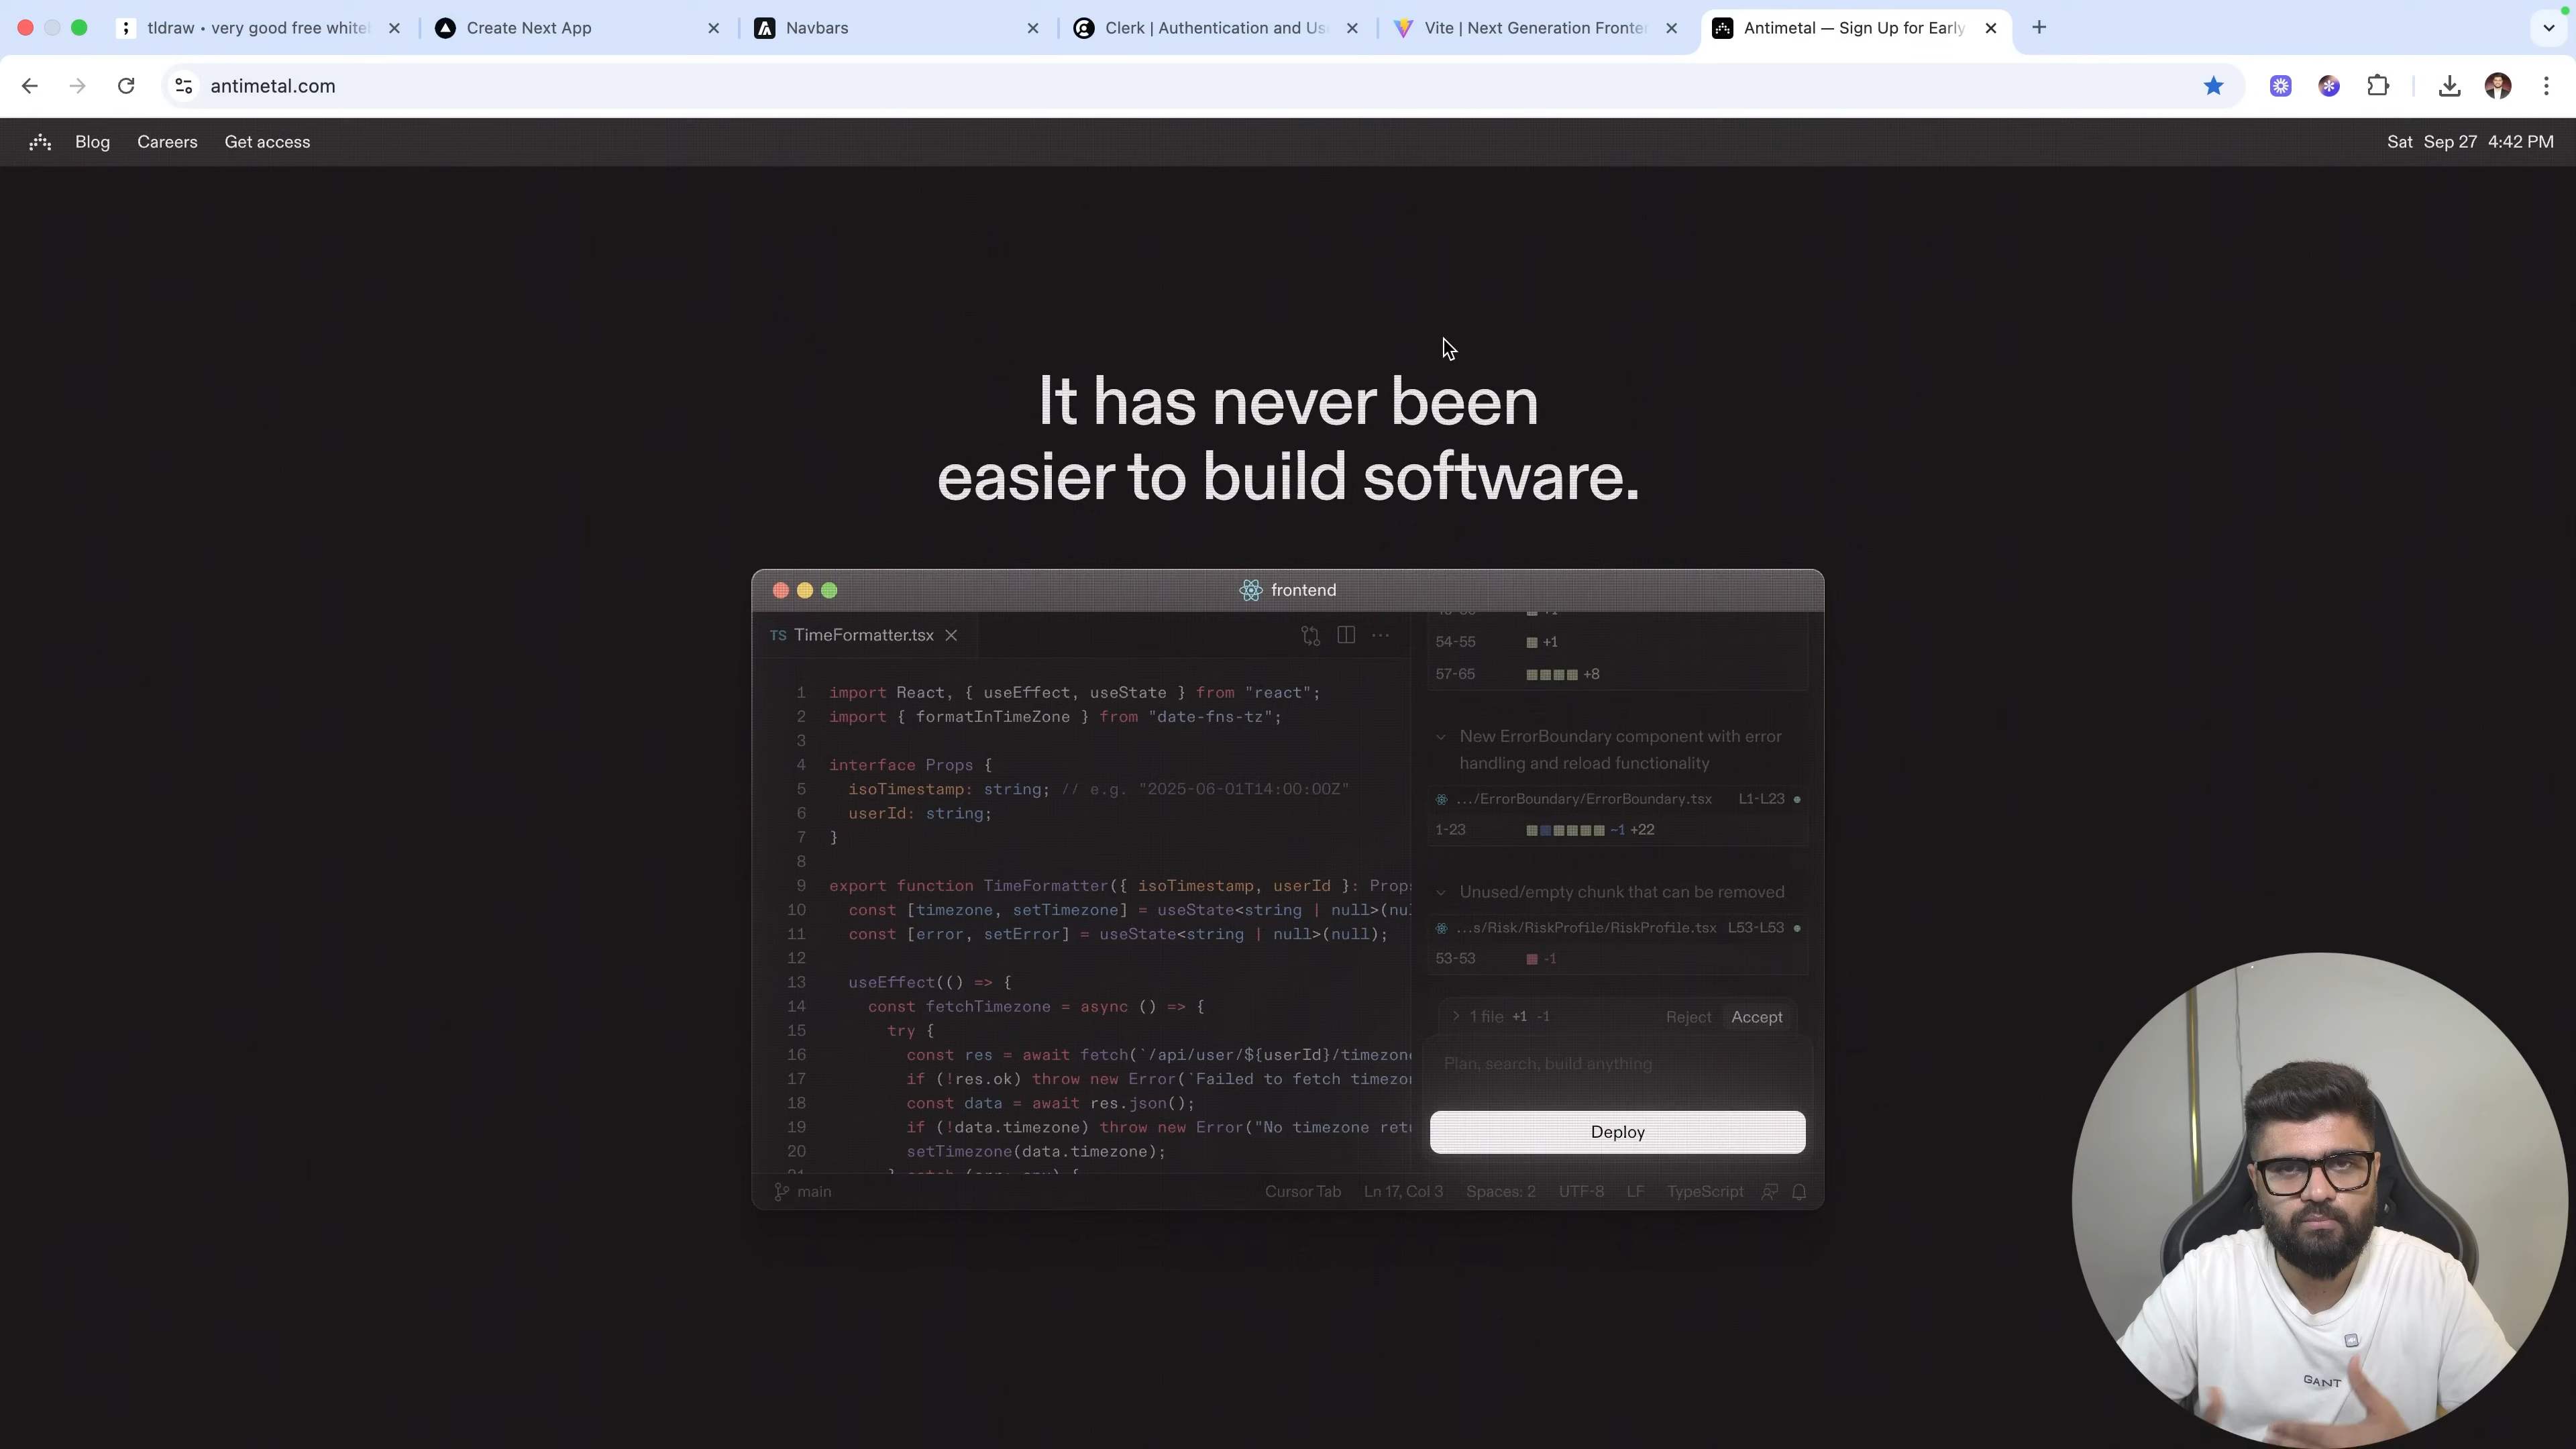 tldraw • very good free white
Create Next App
Navbars
Clerk | Authentication and Us
Vite | Next Generation Fronte
Antimetal — Sign Up for Early
antimetal.com
Blog
Careers
Get access
Sat Sep 27 4:42 PM
It has never been
easier to build software.
frontend
TS TimeFormatter.tsx
54-55 +1
57-65 +8
1 import React, { useEffect, useState } from "react";
2 import { formatInTimeZone } from "date-fns-tz";
3
4 interface Props {
5 isoTimestamp: string; // e.g. "2025-06-01T14:00:00Z"
6 userId: string;
7 }
8
9 export function TimeFormatter({ isoTimestamp, userId }: Props
10 const [timezone, setTimezone] = useState<string | null>(nu
11 const [error, setError] = useState<string | null>(null);
12
13 useEffect(() => {
14 const fetchTimezone = async () => {
15 try {
16 const res = await fetch(`/api/user/${userId}/timezone
17 if (!res.ok) throw new Error(`Failed to fetch timezo
18 const data = await res.json();
19 if (!data.timezone) throw new Error("No timezone retu
20 setTimezone(data.timezone);
New ErrorBoundary component with error
handling and reload functionality
.../ErrorBoundary/ErrorBoundary.tsx L1-L23
1-23 ~1 +22
Unused/empty chunk that can be removed
...s/Risk/RiskProfile/RiskProfile.tsx L53-L53
53-53 -1
1 file +1 -1 Reject Accept
Plan, search, build anything
Deploy
main
Cursor Tab Ln 17, Col 3 Spaces: 2 UTF-8 LF TypeScript
GANT